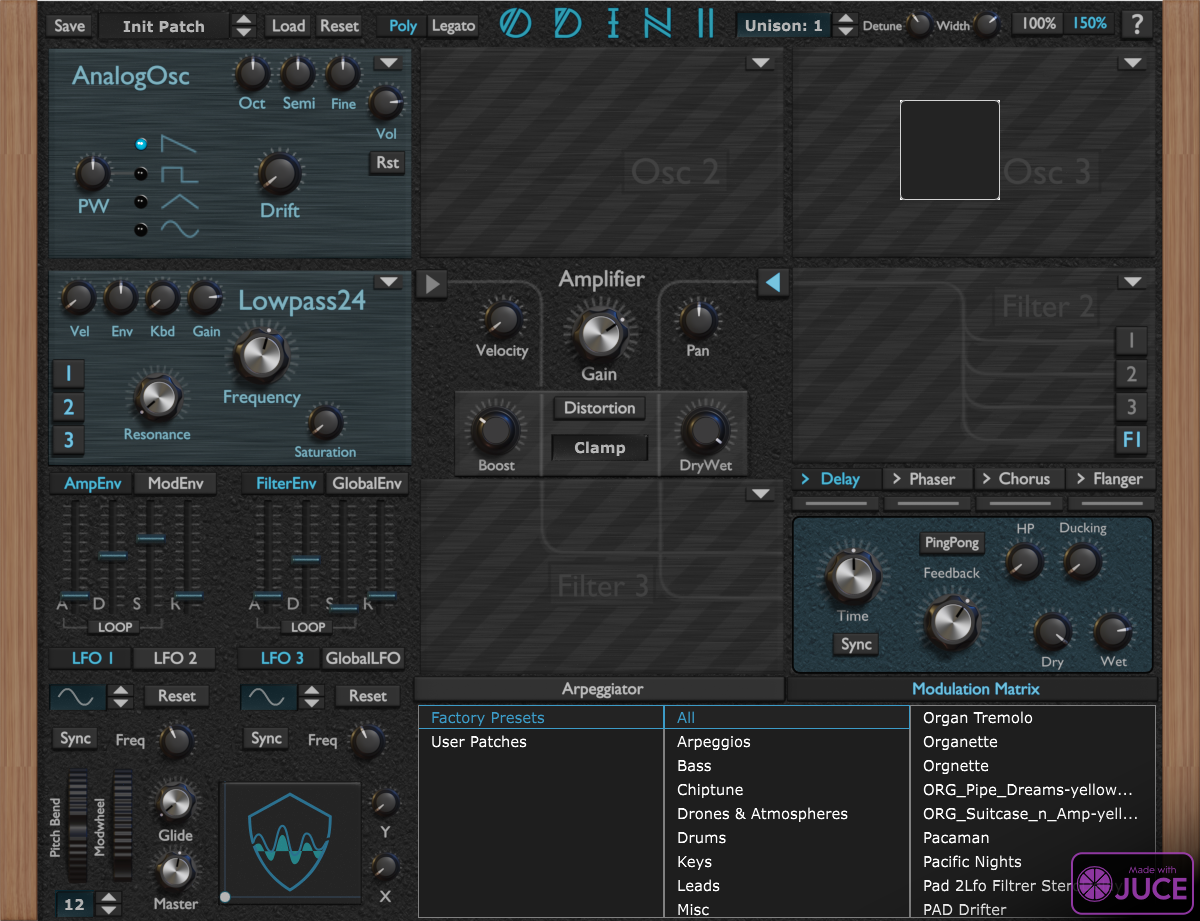 Save Init Patch Load Reset Poly Legato ODIN II Unison: 1 Detune Width 100% 150% ?
AnalogOsc
Oct Semi Fine
Vol
Rst
PW
Drift
Osc 2
Osc 3
Vel Env Kbd Gain
Lowpass24
1
2
3
Frequency
Resonance
Saturation
Amplifier
Velocity
Gain
Pan
Distortion
Clamp
Boost
DryWet
Filter 2
1
2
3
F1
Filter 3
AmpEnv ModEnv FilterEnv GlobalEnv
A D S R A D S R
LOOP LOOP
> Delay > Phaser > Chorus > Flanger
PingPong
HP
Ducking
Feedback
Time
Sync
Dry
Wet
LFO 1 LFO 2 LFO 3 GlobalLFO
Reset Reset
Sync Freq Sync Freq
Pitch Bend
Modwheel
Glide
Master
12
Y
X
Arpeggiator Modulation Matrix
Factory Presets
User Patches
All
Arpeggios
Bass
Chiptune
Drones & Atmospheres
Drums
Keys
Leads
Misc
Organ Tremolo
Organette
Orgnette
ORG_Pipe_Dreams-yellow...
ORG_Suitcase_n_Amp-yell...
Pacaman
Pacific Nights
Pad 2Lfo Filtrer
PAD Drifter
Made with
JUCE